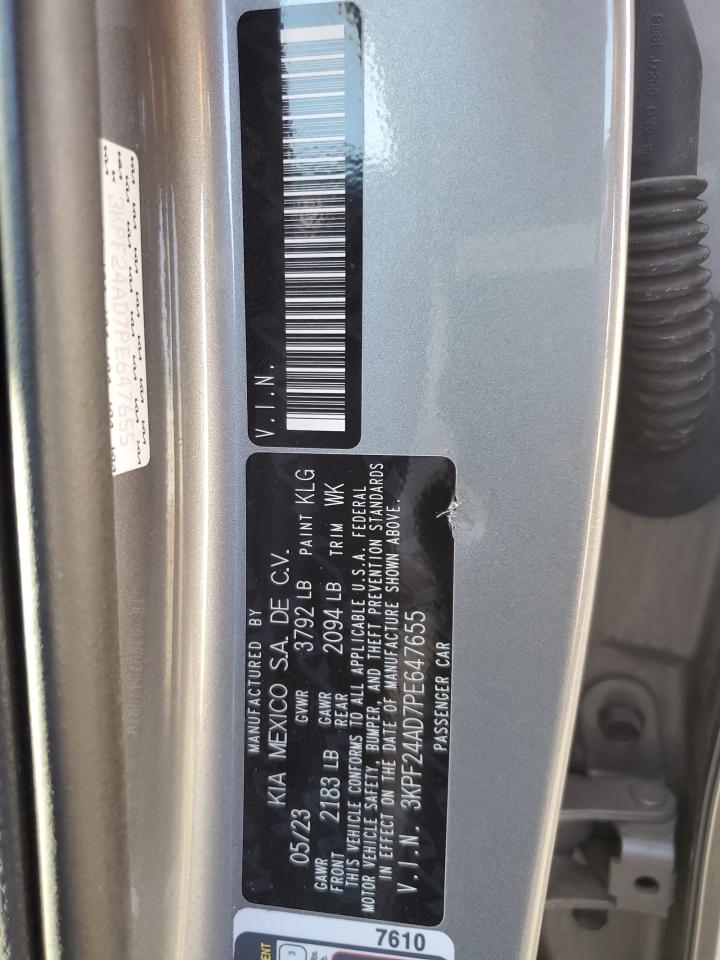 V.I.N.
MANUFACTURED BY
KIA MEXICO S.A. DE C.V.
05/23 GVWR 3792 LB PAINT KLG
GAWR FRONT 2183 LB GAWR REAR 2094 LB TRIM WK
THIS VEHICLE CONFORMS TO ALL APPLICABLE U.S.A. FEDERAL
MOTOR VEHICLE SAFETY, BUMPER, AND THEFT PREVENTION STANDARDS
IN EFFECT ON THE DATE OF MANUFACTURE SHOWN ABOVE.
V.I.N. 3KPF24AD7PE647655
PASSENGER CAR
3KPF24AD7PE647655
7610